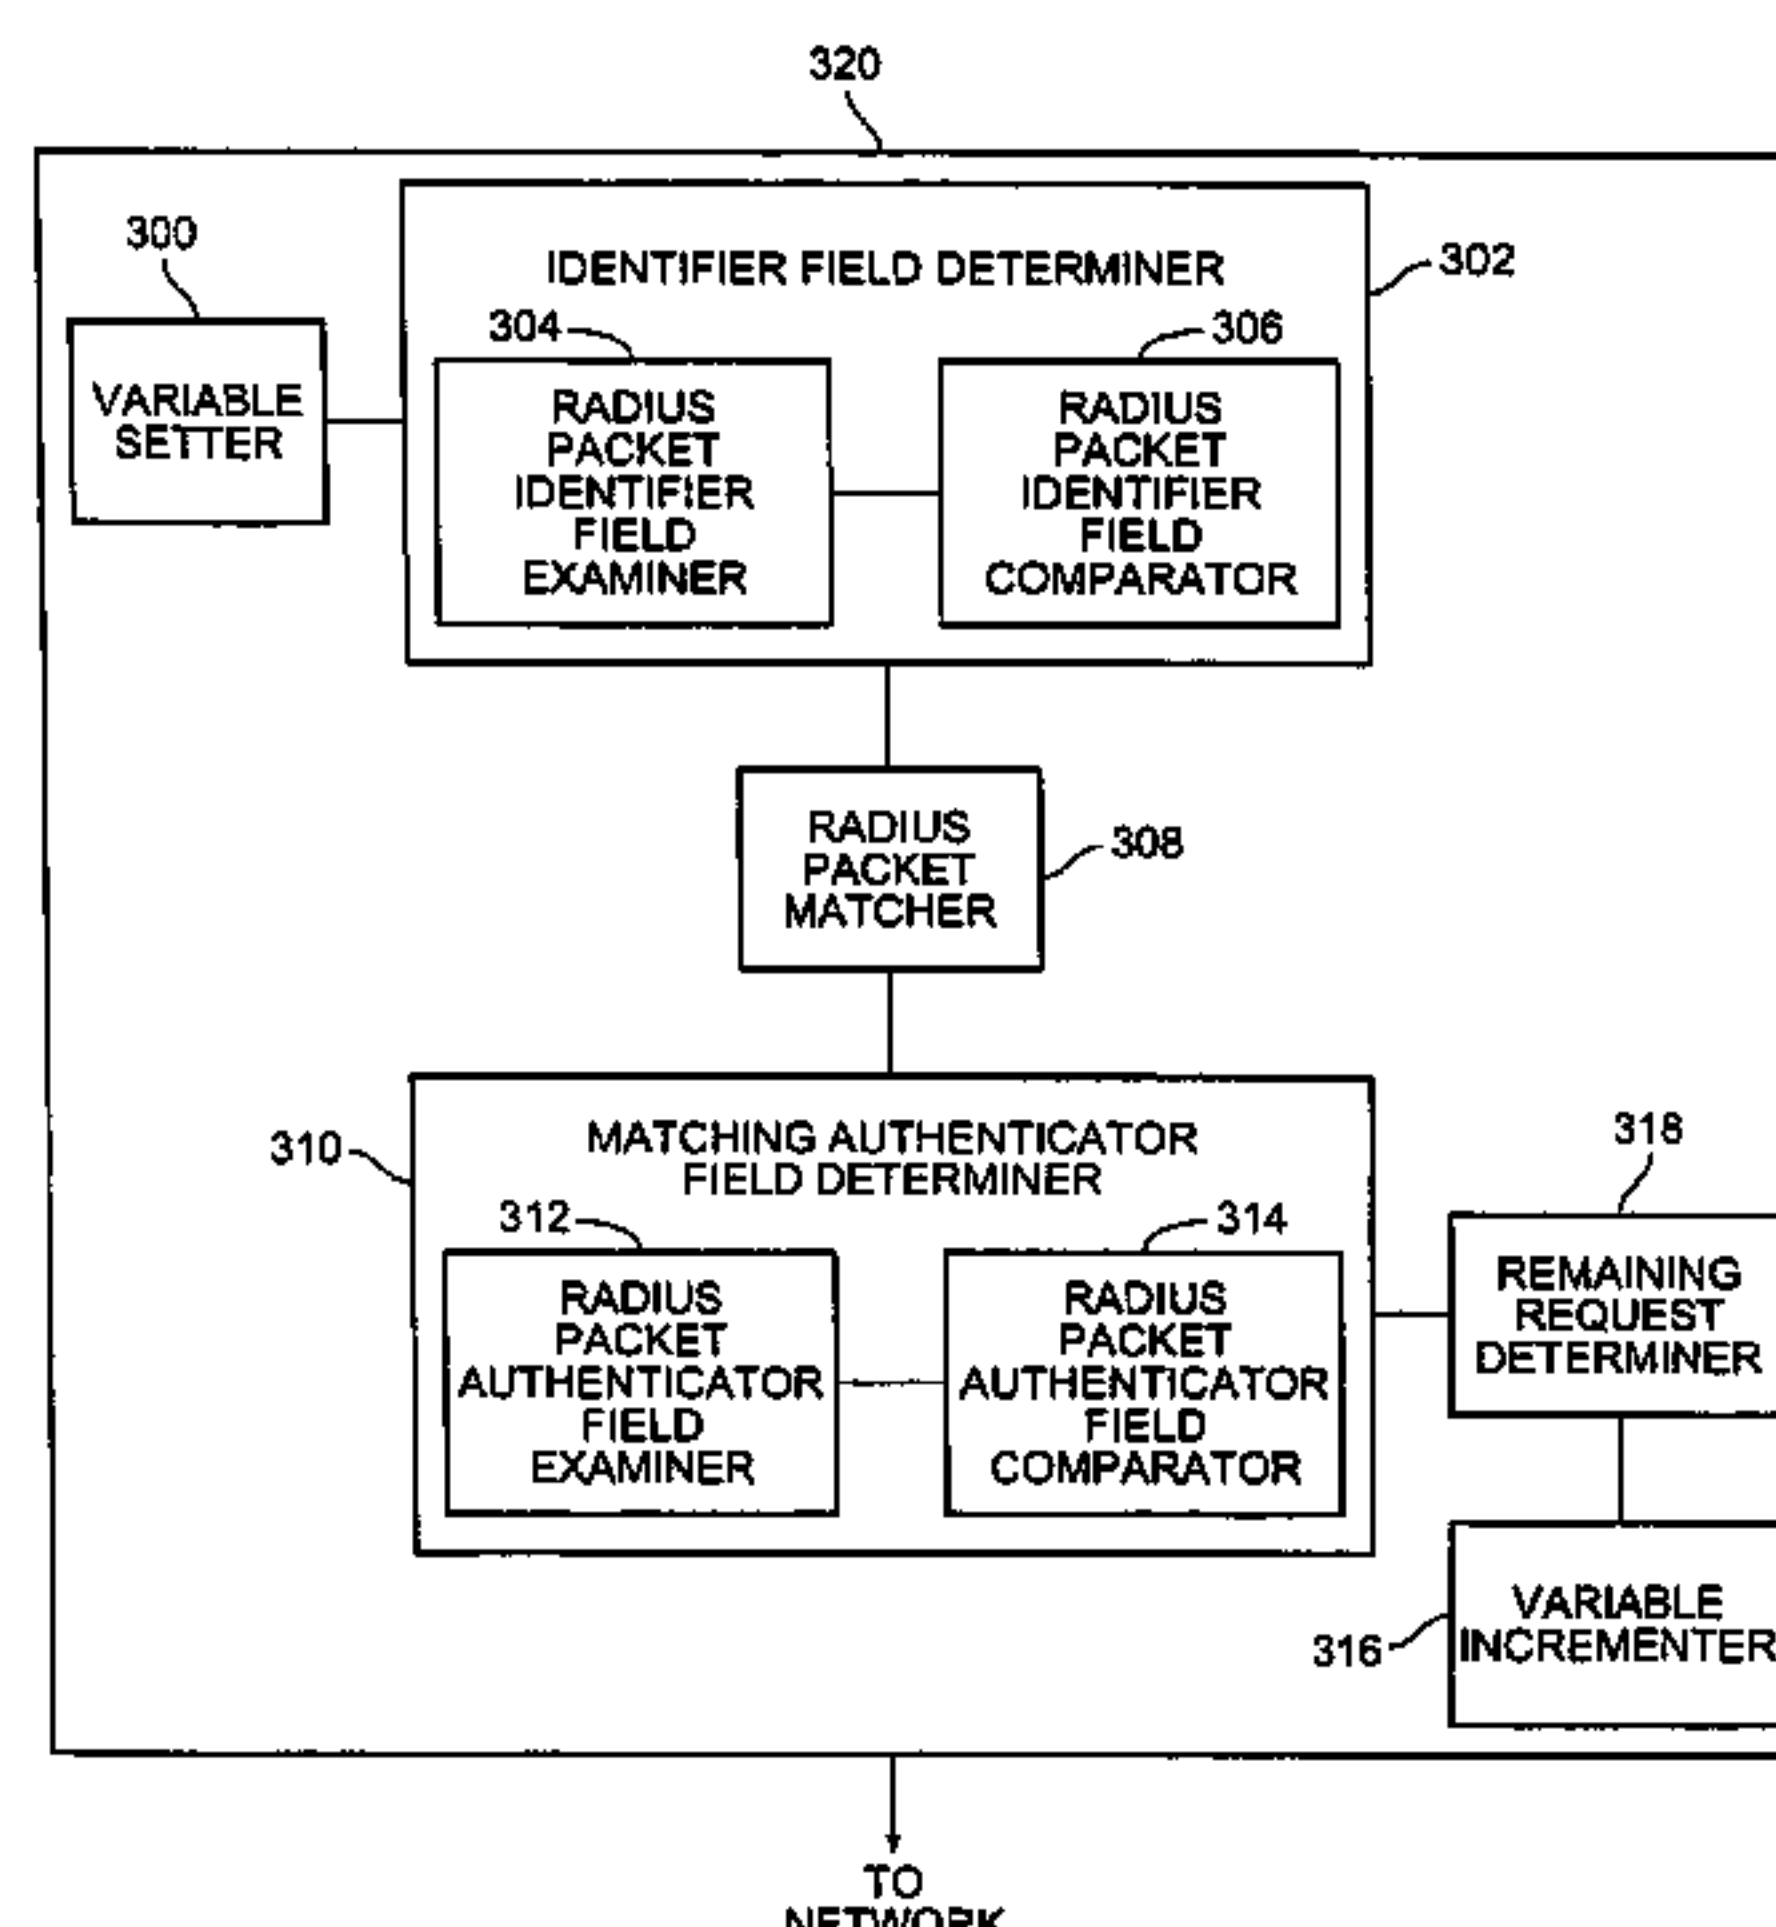 320
300
IDENTIFIER FIELD DETERMINER
302
304
306
VARIABLE
SETTER
RADIUS
PACKET
IDENTIFIER
FIELD
EXAMINER
RADIUS
PACKET
IDENTIFIER
FIELD
COMPARATOR
RADIUS
PACKET
MATCHER
308
310
MATCHING AUTHENTICATOR
FIELD DETERMINER
318
312
314
RADIUS
PACKET
AUTHENTICATOR
FIELD
EXAMINER
RADIUS
PACKET
AUTHENTICATOR
FIELD
COMPARATOR
REMAINING
REQUEST
DETERMINER
316
VARIABLE
INCREMENTER
TO
NETWORK